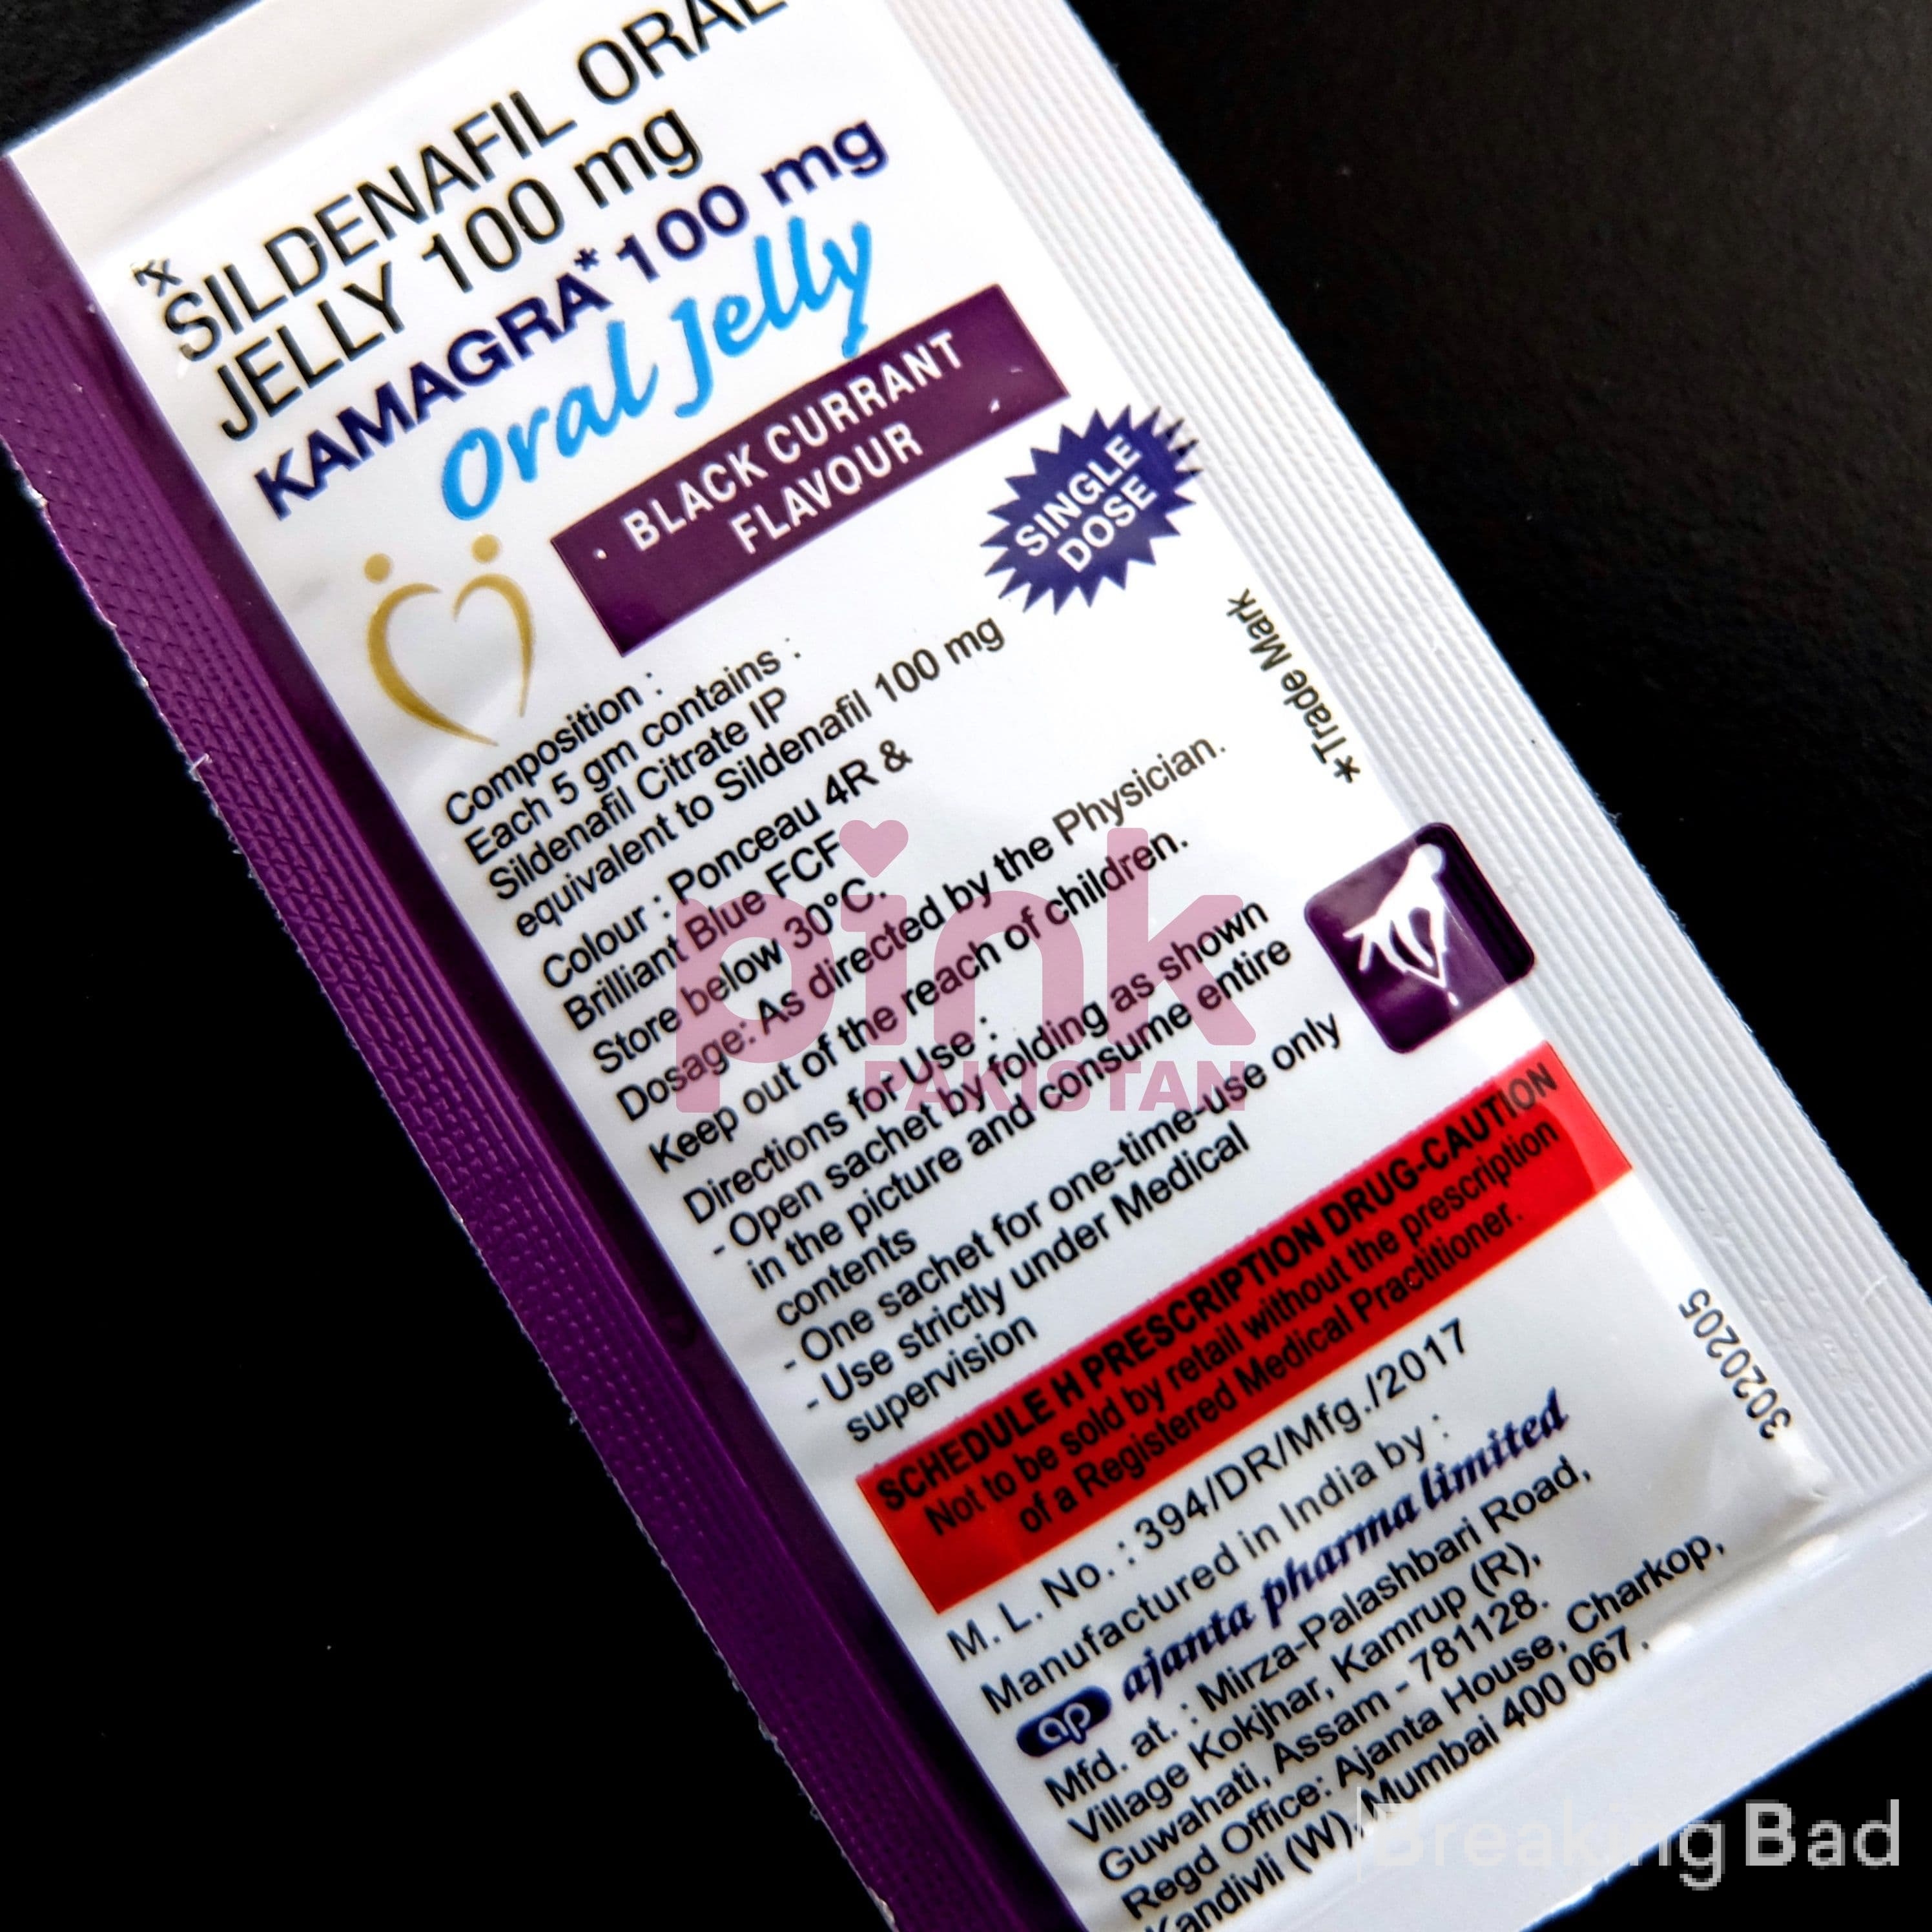 Rx
SILDENAFIL ORAL
JELLY 100 mg
KAMAGRA* 100 mg
Oral Jelly
BLACK CURRANT
FLAVOUR
SINGLE
DOSE
Composition :
Each 5 gm contains :
Sildenafil Citrate IP
equivalent to Sildenafil 100 mg
Colour : Ponceau 4R &
Brilliant Blue FCF
Store below 30°C.
Dosage: As directed by the Physician.
Keep out of the reach of children.
Directions for Use :
- Open sachet by folding as shown
in the picture and consume entire
contents
- One sachet for one-time-use only
- Use strictly under Medical
supervision
*Trade Mark
SCHEDULE H PRESCRIPTION DRUG-CAUTION
Not to be sold by retail without the prescription
of a Registered Medical Practitioner.
M. L. No. : 394/DR/Mfg./2017
Manufactured in India by :
ap ajanta pharma limited
Mfd. at. : Mirza-Palashbari Road,
Village Kokjhar, Kamrup (R),
Guwahati, Assam - 781128.
Regd Office: Ajanta House, Charkop,
Kandivli (W), Mumbai 400 067.
3020205
pink
PAKISTAN
Breaking Bad